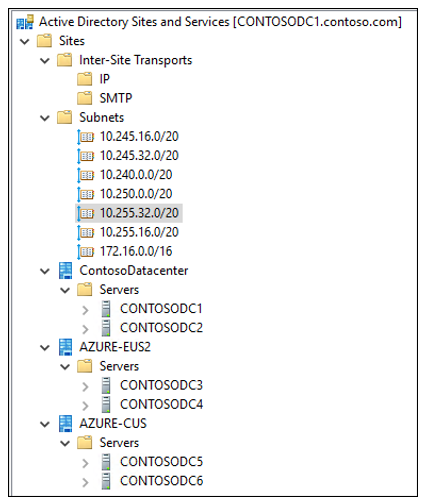 Active Directory Sites and Services [CONTOSODC1.contoso.com]
Sites
Inter-Site Transports
IP
SMTP
Subnets
10.245.16.0/20
10.245.32.0/20
10.240.0.0/20
10.250.0.0/20
10.255.32.0/20
10.255.16.0/20
172.16.0.0/16
ContosoDatacenter
Servers
CONTOSODC1
CONTOSODC2
AZURE-EUS2
Servers
CONTOSODC3
CONTOSODC4
AZURE-CUS
Servers
CONTOSODC5
CONTOSODC6